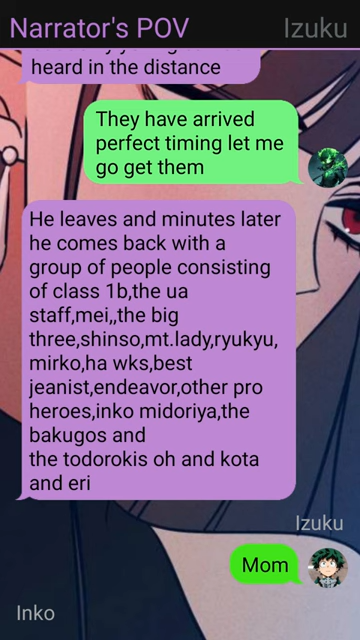 Narrator's POV Izuku
heard in the distance
They have arrived
perfect timing let me
go get them
He leaves and minutes later
he comes back with a
group of people consisting
of class 1b,the ua
staff,mei,,the big
three,shinso,mt.lady,ryukyu,
mirko,ha wks,best
jeanist,endeavor,other pro
heroes,inko midoriya,the
bakugos and
the todorokis oh and kota
and eri
Izuku
Mom
Inko